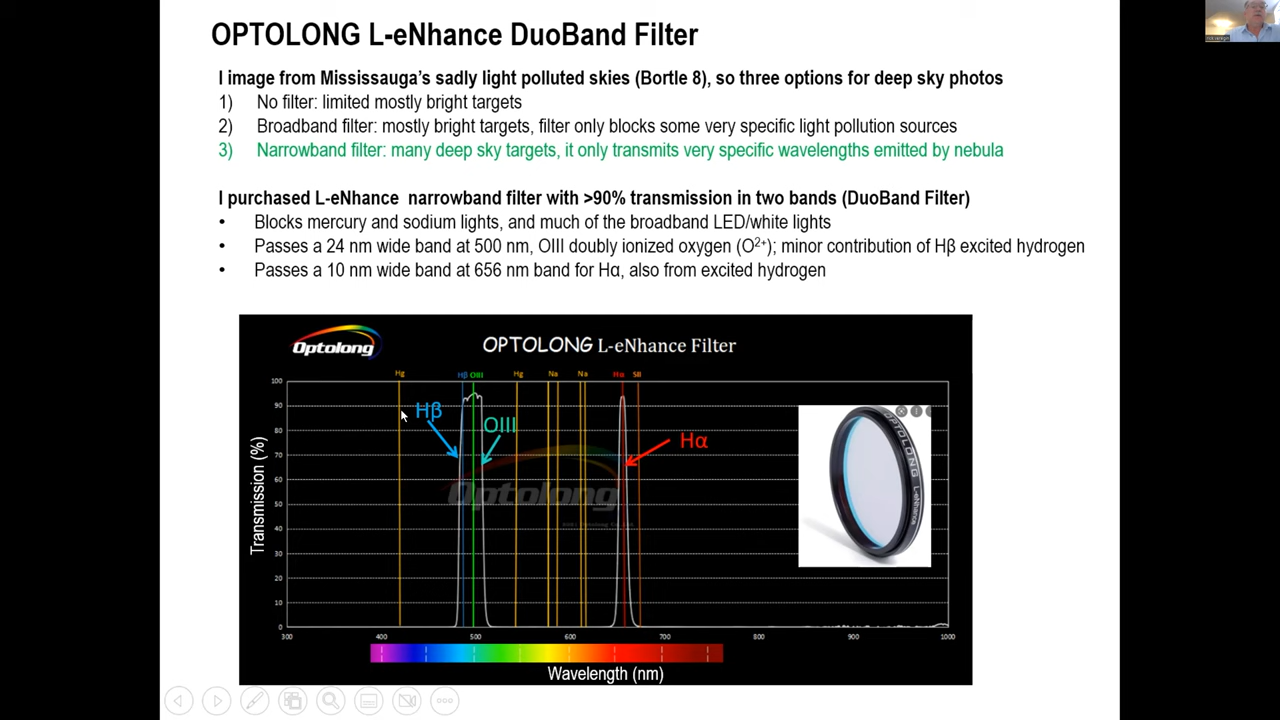 OPTOLONG L-eNhance DuoBand Filter
I image from Mississauga's sadly light polluted skies (Bortle 8), so three options for deep sky photos
1) No filter: limited mostly bright targets
2) Broadband filter: mostly bright targets, filter only blocks some very specific light pollution sources
3) Narrowband filter: many deep sky targets, it only transmits very specific wavelengths emitted by nebula
I purchased L-eNhance narrowband filter with >90% transmission in two bands (DuoBand Filter)
• Blocks mercury and sodium lights, and much of the broadband LED/white lights
• Passes a 24 nm wide band at 500 nm, OIII doubly ionized oxygen (O²⁺); minor contribution of Hβ excited hydrogen
• Passes a 10 nm wide band at 656 nm band for Hα, also from excited hydrogen
Optolong
OPTOLONG L-eNhance Filter
Hg Hβ OIII Hg Na Na Hα SII
100
90
80
70
60
50
40
30
20
10
0
Transmission (%)
Hβ
OIII
Hα
Optolong
OPTOLONG L-eNhance
300 400 500 600 700 800 900 1000
Wavelength (nm)